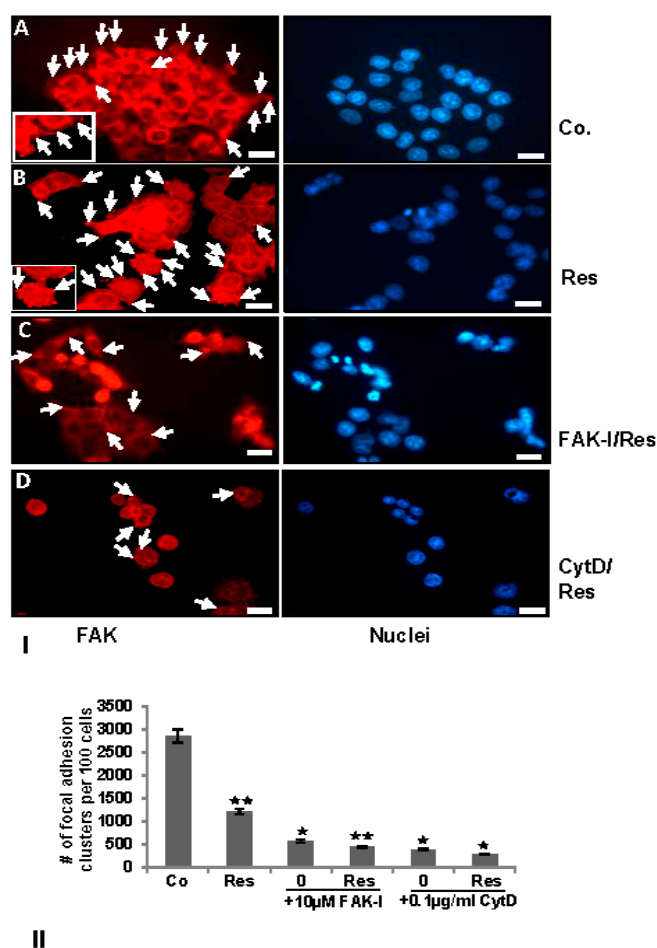 A
Co.
B
Res
C
FAK-I/Res
D
CytD/
Res
FAK
Nuclei
I
# of focal adhesion
clusters per 100 cells
3500
3000
2500
2000
1500
1000
500
0
★★
★
★★
★
★
Co
Res
0
Res
0
Res
+10µM FAK-I
+0.1µg/ml CytD
II